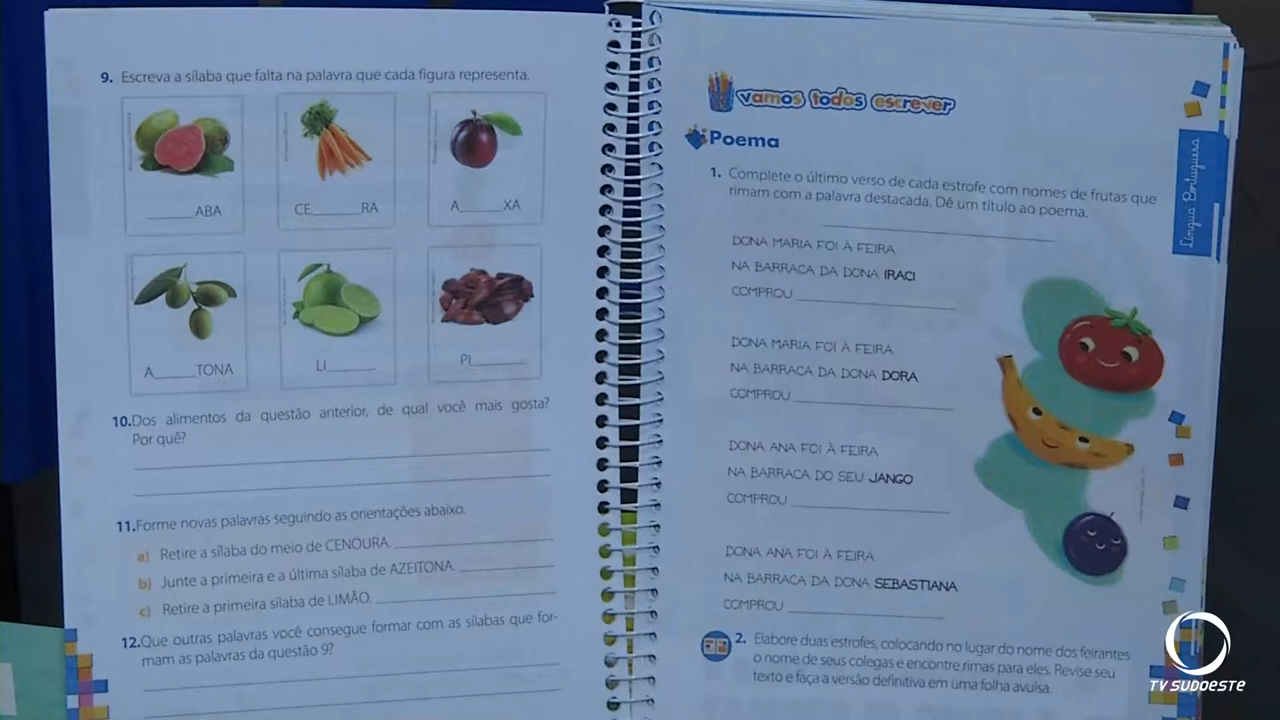 9. Escreva a sílaba que falta na palavra que cada figura representa.
_____ABA
CE_____RA
A_____XA
A_____TONA
LI_____
PI_____
10. Dos alimentos da questão anterior, de qual você mais gosta?
Por quê?
11. Forme novas palavras seguindo as orientações abaixo.
a) Retire a sílaba do meio de CENOURA.
b) Junte a primeira e a última sílaba de AZEITONA.
c) Retire a primeira sílaba de LIMÃO.
12. Que outras palavras você consegue formar com as sílabas que for-
mam as palavras da questão 9?
vamos todos escrever
Poema
1. Complete o último verso de cada estrofe com nomes de frutas que
rimam com a palavra destacada. Dê um título ao poema.
DONA MARIA FOI À FEIRA
NA BARRACA DA DONA IRACI
COMPROU
DONA MARIA FOI À FEIRA
NA BARRACA DA DONA DORA
COMPROU
DONA ANA FOI À FEIRA
NA BARRACA DO SEU JANGO
COMPROU
DONA ANA FOI À FEIRA
NA BARRACA DA DONA SEBASTIANA
COMPROU
2. Elabore duas estrofes, colocando no lugar do nome dos feirantes
o nome de seus colegas e encontre rimas para eles. Revise seu
texto e faça a versão definitiva em uma folha avulsa.
Língua Portuguesa
TV SUDOESTE